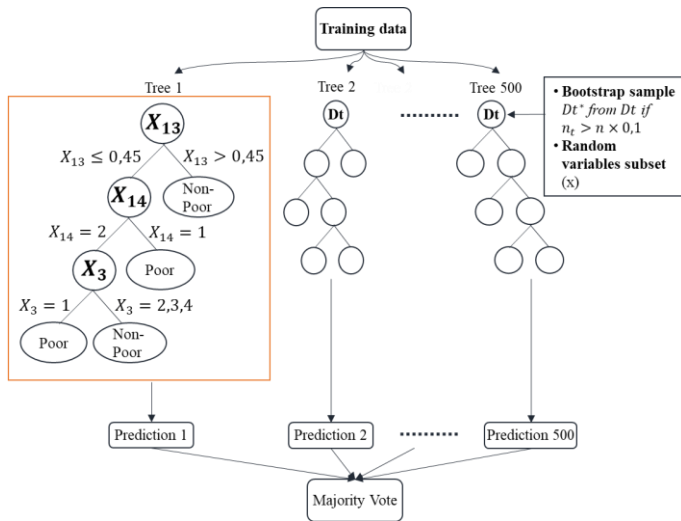 Training data
Tree 1
Tree 2
Tree 500
X₁₃
X₁₃ ≤ 0,45
X₁₃ > 0,45
X₁₄
Non-
Poor
X₁₄ = 2
X₁₄ = 1
X₃
Poor
X₃ = 1
X₃ = 2,3,4
Poor
Non-
Poor
Dt
..........
Dt
• Bootstrap sample
Dt* from Dt if
nₜ > n × 0,1
• Random
variables subset
(x)
Prediction 1
Prediction 2
..........
Prediction 500
Majority Vote